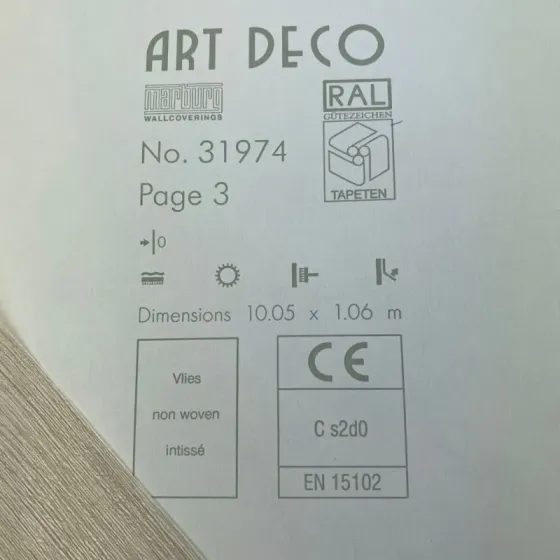 ART DECO
marburg
WALLCOVERINGS
RAL
GÜTEZEICHEN
TAPETEN
No. 31974
Page 3
0
Dimensions 10.05 x 1.06 m
Vlies
non woven
intissé
CE
C s2d0
EN 15102